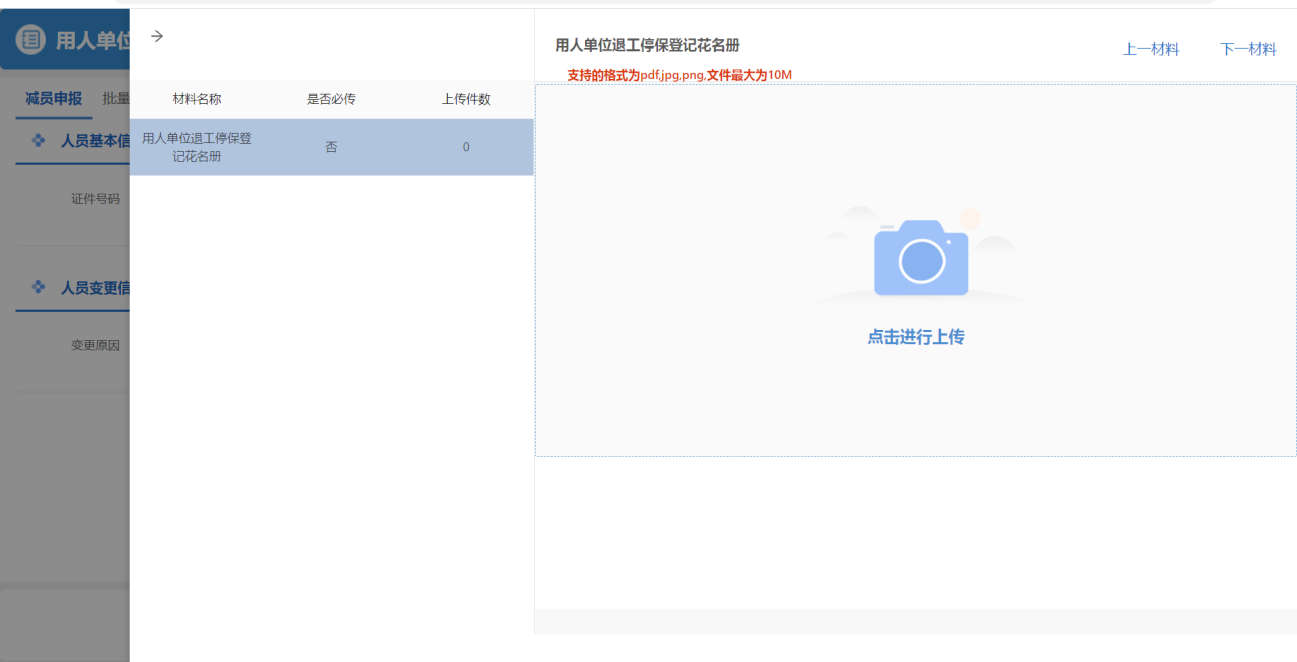 用人单位
减员申报 批量
人员基本信
证件号码
人员变更信
变更原因
→
材料名称 是否必传 上传件数
用人单位退工停保登
记花名册
否 0
用人单位退工停保登记花名册
上一材料 下一材料
支持的格式为pdf,jpg,png,文件最大为10M
点击进行上传